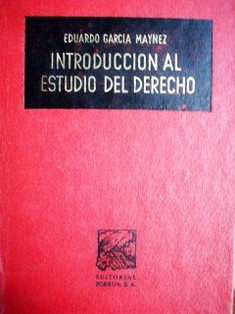 EDUARDO GARCIA MAYNEZ
INTRODUCCION AL
ESTUDIO DEL DERECHO
EDITORIAL
PORRUA, S. A.